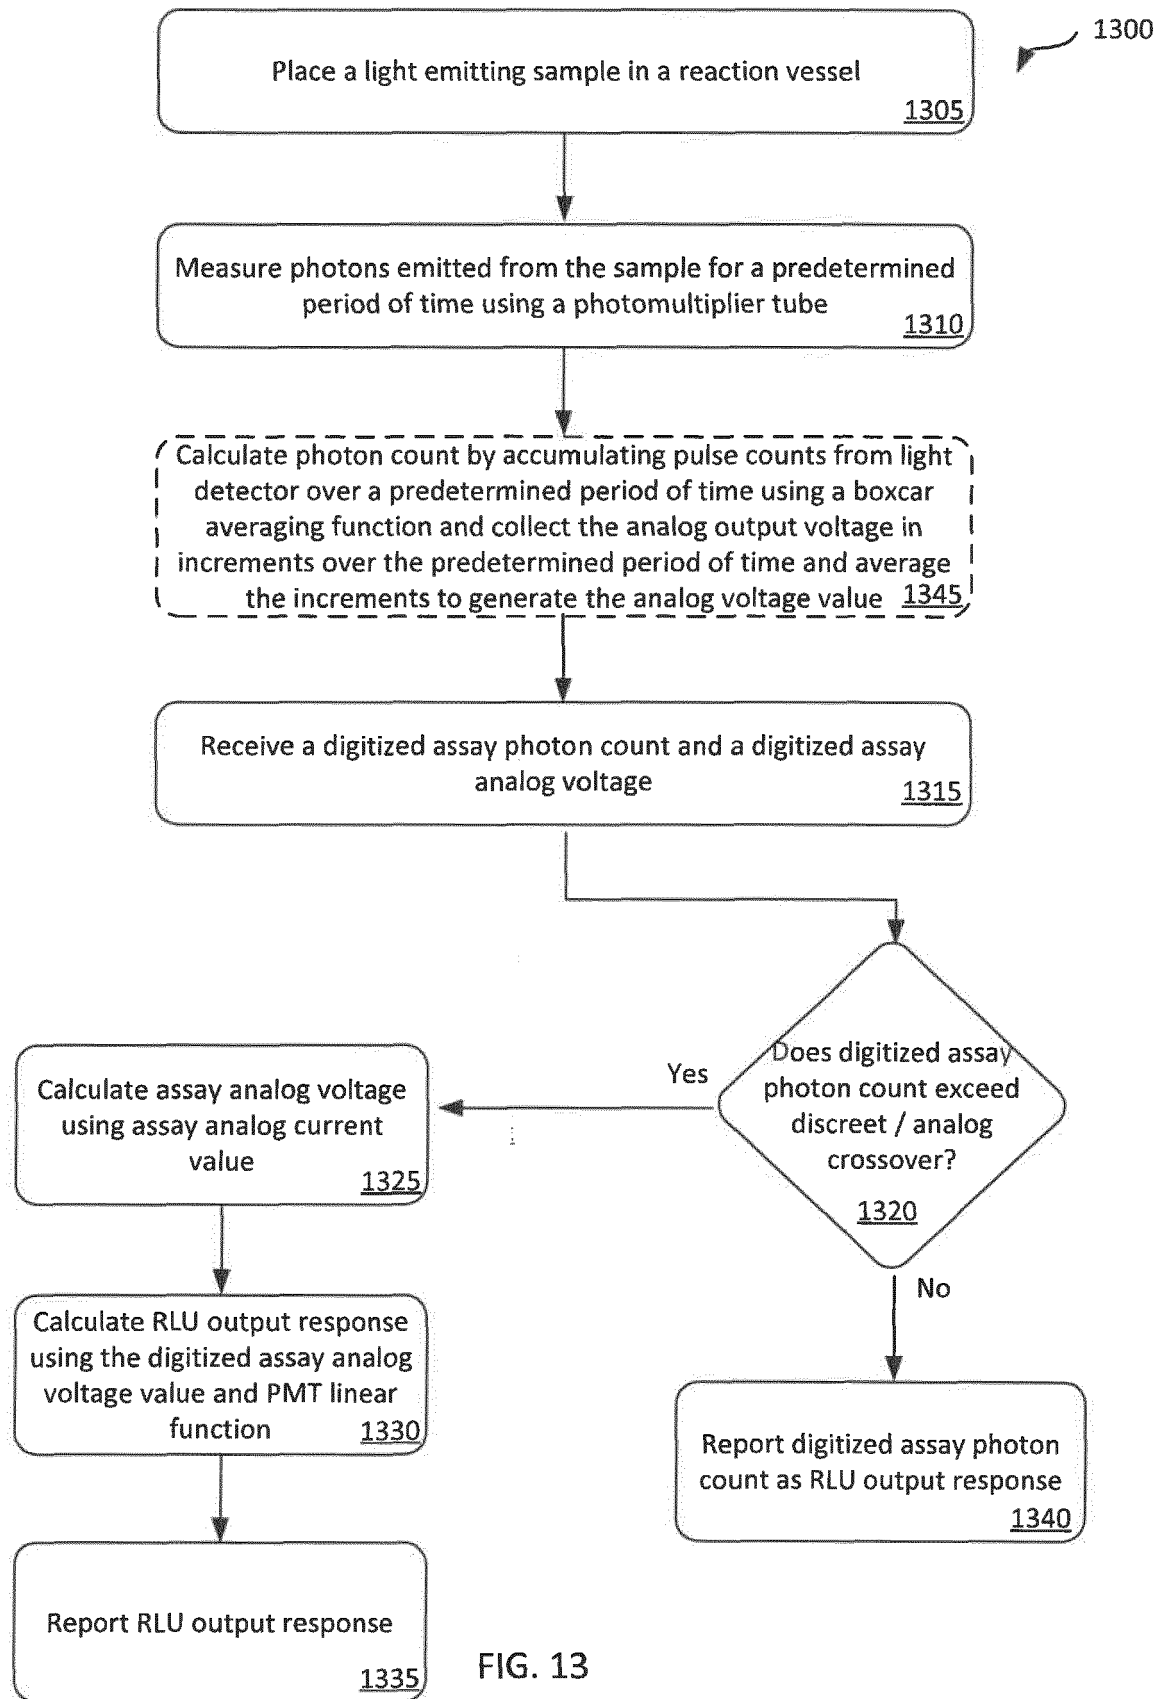 1300
Place a light emitting sample in a reaction vessel
1305
Measure photons emitted from the sample for a predetermined
period of time using a photomultiplier tube
1310
Calculate photon count by accumulating pulse counts from light
detector over a predetermined period of time using a boxcar
averaging function and collect the analog output voltage in
increments over the predetermined period of time and average
the increments to generate the analog voltage value 1345
Receive a digitized assay photon count and a digitized assay
analog voltage
1315
Does digitized assay
photon count exceed
discreet / analog
crossover?
1320
Yes
No
Calculate assay analog voltage
using assay analog current
value
1325
Calculate RLU output response
using the digitized assay analog
voltage value and PMT linear
function
1330
Report RLU output response
1335
Report digitized assay photon
count as RLU output response
1340
FIG. 13